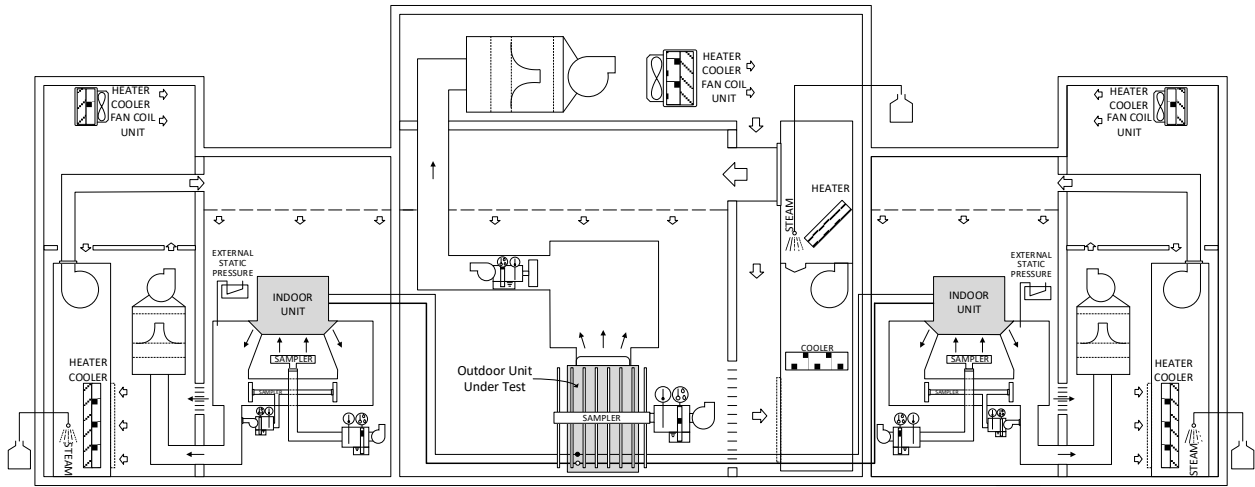 HEATER
COOLER
FAN COIL
UNIT
HEATER
COOLER
FAN COIL
UNIT
HEATER
COOLER
FAN COIL
UNIT
STEAM
HEATER
EXTERNAL
STATIC
PRESSURE
INDOOR
UNIT
SAMPLER
SAMPLER
HEATER
COOLER
STEAM
Outdoor Unit
Under Test
SAMPLER
COOLER
EXTERNAL
STATIC
PRESSURE
INDOOR
UNIT
SAMPLER
SAMPLER
HEATER
COOLER
STEAM